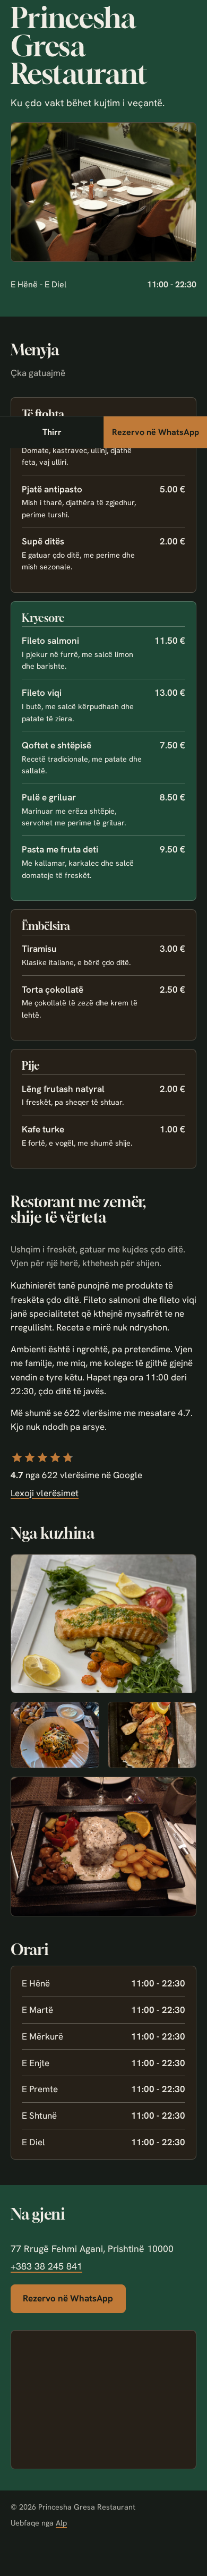 Princesha
Gresa
Restaurant
Ku çdo vakt bëhet kujtim i veçantë.
E Hënë - E Diel 11:00 - 22:30
Menyja
Çka gatuajmë
Të ftohta
Thirr Rezervo në WhatsApp
Domate, kastravec, ullinj, djathë
feta, vaj ulliri.
Pjatë antipasto 5.00 €
Mish i tharë, djathëra të zgjedhur,
perime turshi.
Supë ditës 2.00 €
E gatuar çdo ditë, me perime dhe
mish sezonale.
Kryesore
Fileto salmoni 11.50 €
I pjekur në furrë, me salcë limon
dhe barishte.
Fileto viqi 13.00 €
I butë, me salcë kërpudhash dhe
patate të ziera.
Qoftet e shtëpisë 7.50 €
Recetë tradicionale, me patate dhe
sallatë.
Pulë e griluar 8.50 €
Marinuar me erëza shtëpie,
servohet me perime të griluar.
Pasta me fruta deti 9.50 €
Me kallamar, karkalec dhe salcë
domateje të freskët.
Ëmbëlsira
Tiramisu 3.00 €
Klasike italiane, e bërë çdo ditë.
Torta çokollatë 2.50 €
Me çokollatë të zezë dhe krem të
lehtë.
Pije
Lëng frutash natyral 2.00 €
I freskët, pa sheqer të shtuar.
Kafe turke 1.00 €
E fortë, e vogël, me shumë shije.
Restorant me zemër,
shije të vërteta
Ushqim i freskët, gatuar me kujdes çdo ditë.
Vjen për një herë, kthehesh për shijen.
Kuzhinierët tanë punojnë me produkte të
freskëta çdo ditë. Fileto salmoni dhe fileto viqi
janë specialitetet që kthejnë mysafirët te ne
rregullisht. Receta e mirë nuk ndryshon.
Ambienti është i ngrohtë, pa pretendime. Vjen
me familje, me miq, me kolege: të gjithë gjejnë
vendin e tyre këtu. Hapet nga ora 11:00 deri
22:30, çdo ditë të javës.
Më shumë se 622 vlerësime me mesatare 4.7.
Kjo nuk ndodh pa arsye.
4.7 nga 622 vlerësime në Google
Lexoji vlerësimet
Nga kuzhina
Orari
E Hënë 11:00 - 22:30
E Martë 11:00 - 22:30
E Mërkurë 11:00 - 22:30
E Enjte 11:00 - 22:30
E Premte 11:00 - 22:30
E Shtunë 11:00 - 22:30
E Diel 11:00 - 22:30
Na gjeni
77 Rrugë Fehmi Agani, Prishtinë 10000
+383 38 245 841
Rezervo në WhatsApp
© 2026 Princesha Gresa Restaurant
Uebfaqe nga Alp